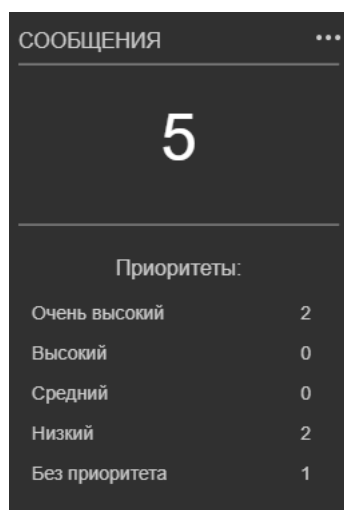 СООБЩЕНИЯ •••
5
Приоритеты:
Очень высокий 2
Высокий 0
Средний 0
Низкий 2
Без приоритета 1